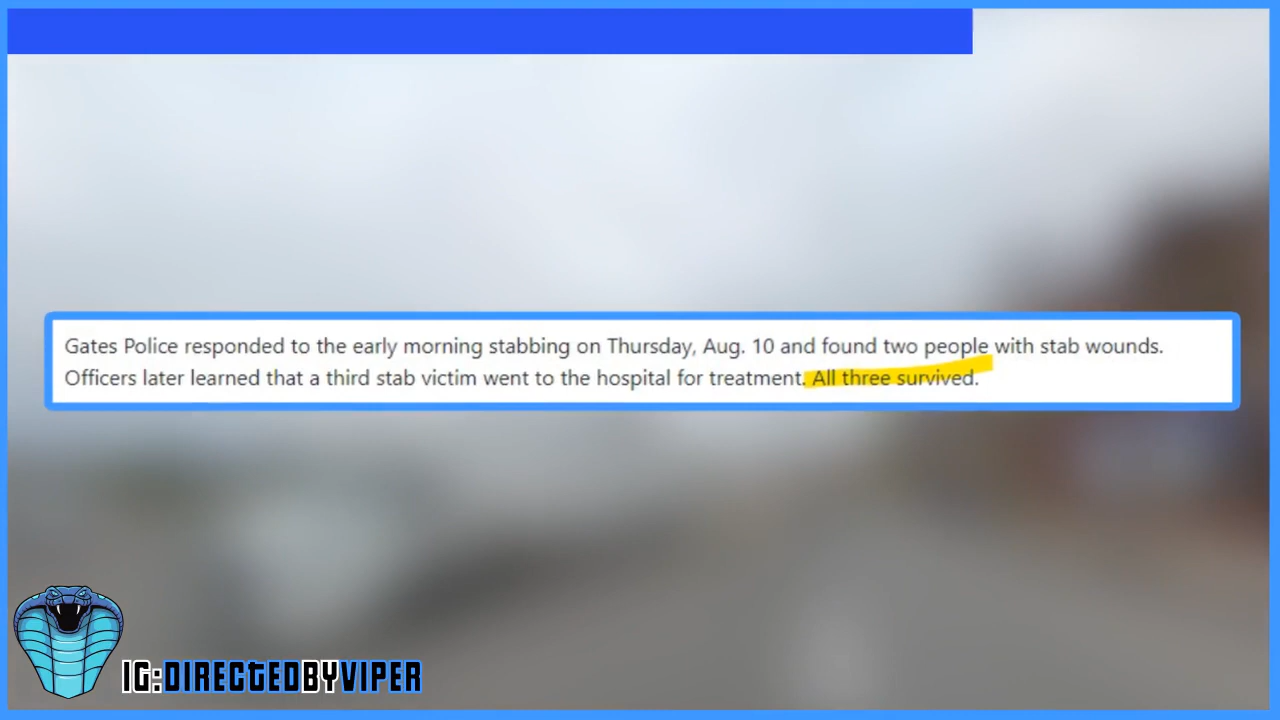 Gates Police responded to the early morning stabbing on Thursday, Aug. 10 and found two people with stab wounds.
Officers later learned that a third stab victim went to the hospital for treatment. All three survived.
IG:DIRECTEDBYVIPER